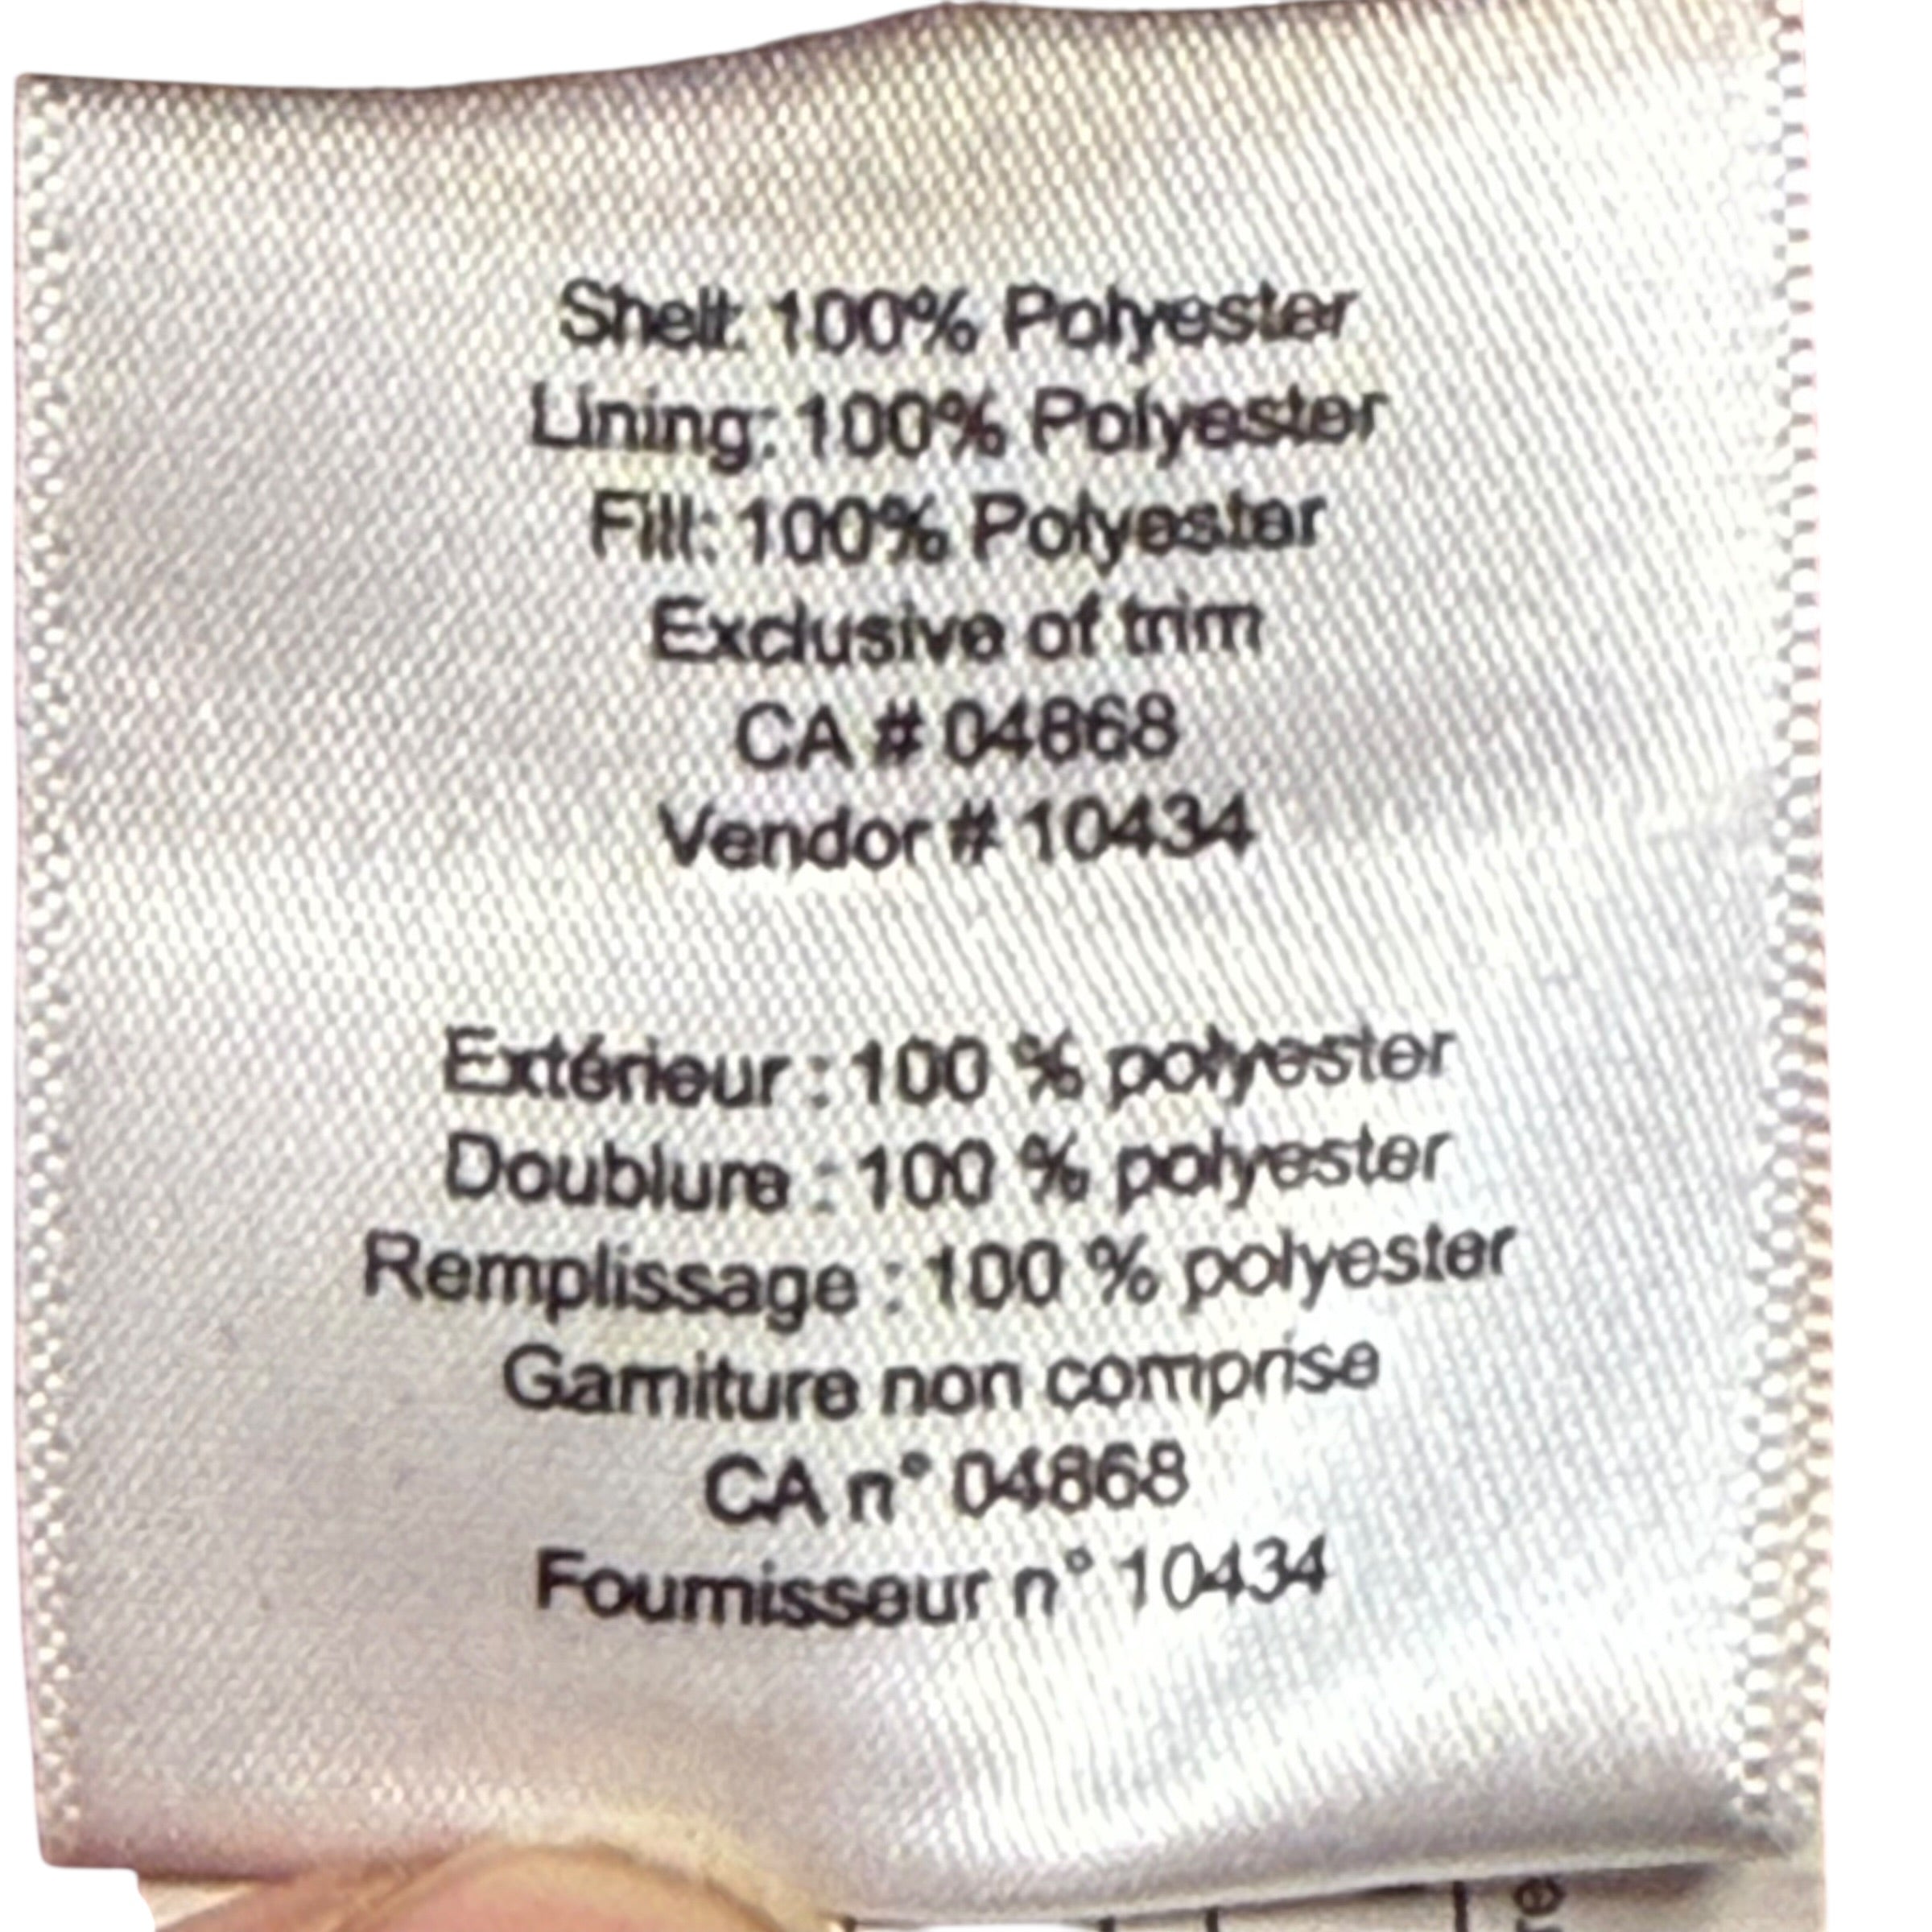 Shell: 100% Polyester
Lining: 100% Polyester
Fill: 100% Polyester
Exclusive of trim
CA # 04868
Vendor # 10434
Extérieur : 100 % polyester
Doublure : 100 % polyester
Remplissage : 100 % polyester
Garniture non comprise
CA n° 04868
Fournisseur n° 10434
re